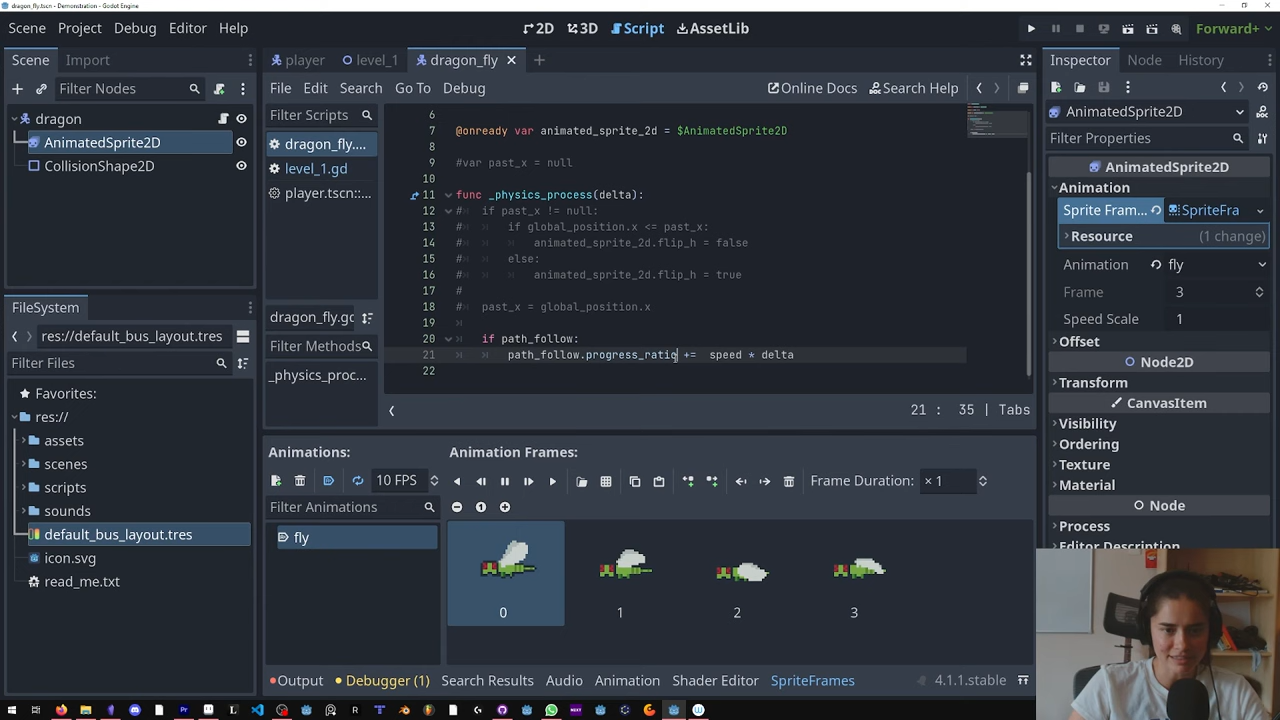 dragon_fly.tscn - Demonstration - Godot Engine
Scene Project Debug Editor Help
2D 3D Script AssetLib
Forward+
Scene Import
Filter Nodes
dragon
AnimatedSprite2D
CollisionShape2D
FileSystem
res://default_bus_layout.tres
Filter Files
Favorites:
res://
assets
scenes
scripts
sounds
default_bus_layout.tres
icon.svg
read_me.txt
player level_1 dragon_fly
File Edit Search Go To Debug
Online Docs Search Help
Filter Scripts
dragon_fly....
level_1.gd
player.tscn::...
dragon_fly.gd
Filter Methods
_physics_proc...
6
7 @onready var animated_sprite_2d = $AnimatedSprite2D
8
9 #var past_x = null
10
11 func _physics_process(delta):
12 # if past_x != null:
13 # if global_position.x <= past_x:
14 # animated_sprite_2d.flip_h = false
15 # else:
16 # animated_sprite_2d.flip_h = true
17 #
18 # past_x = global_position.x
19
20 if path_follow:
21 path_follow.progress_ratio += speed * delta
22
21 : 35 | Tabs
Animations:
10 FPS
Filter Animations
fly
Animation Frames:
Frame Duration: × 1
0 1 2 3
Output Debugger (1) Search Results Audio Animation Shader Editor SpriteFrames
4.1.1.stable
Inspector Node History
AnimatedSprite2D
Filter Properties
AnimatedSprite2D
Animation
Sprite Fram... SpriteFra
Resource (1 change)
Animation fly
Frame 3
Speed Scale 1
Offset
Node2D
Transform
CanvasItem
Visibility
Ordering
Texture
Material
Node
Process
Editor Description